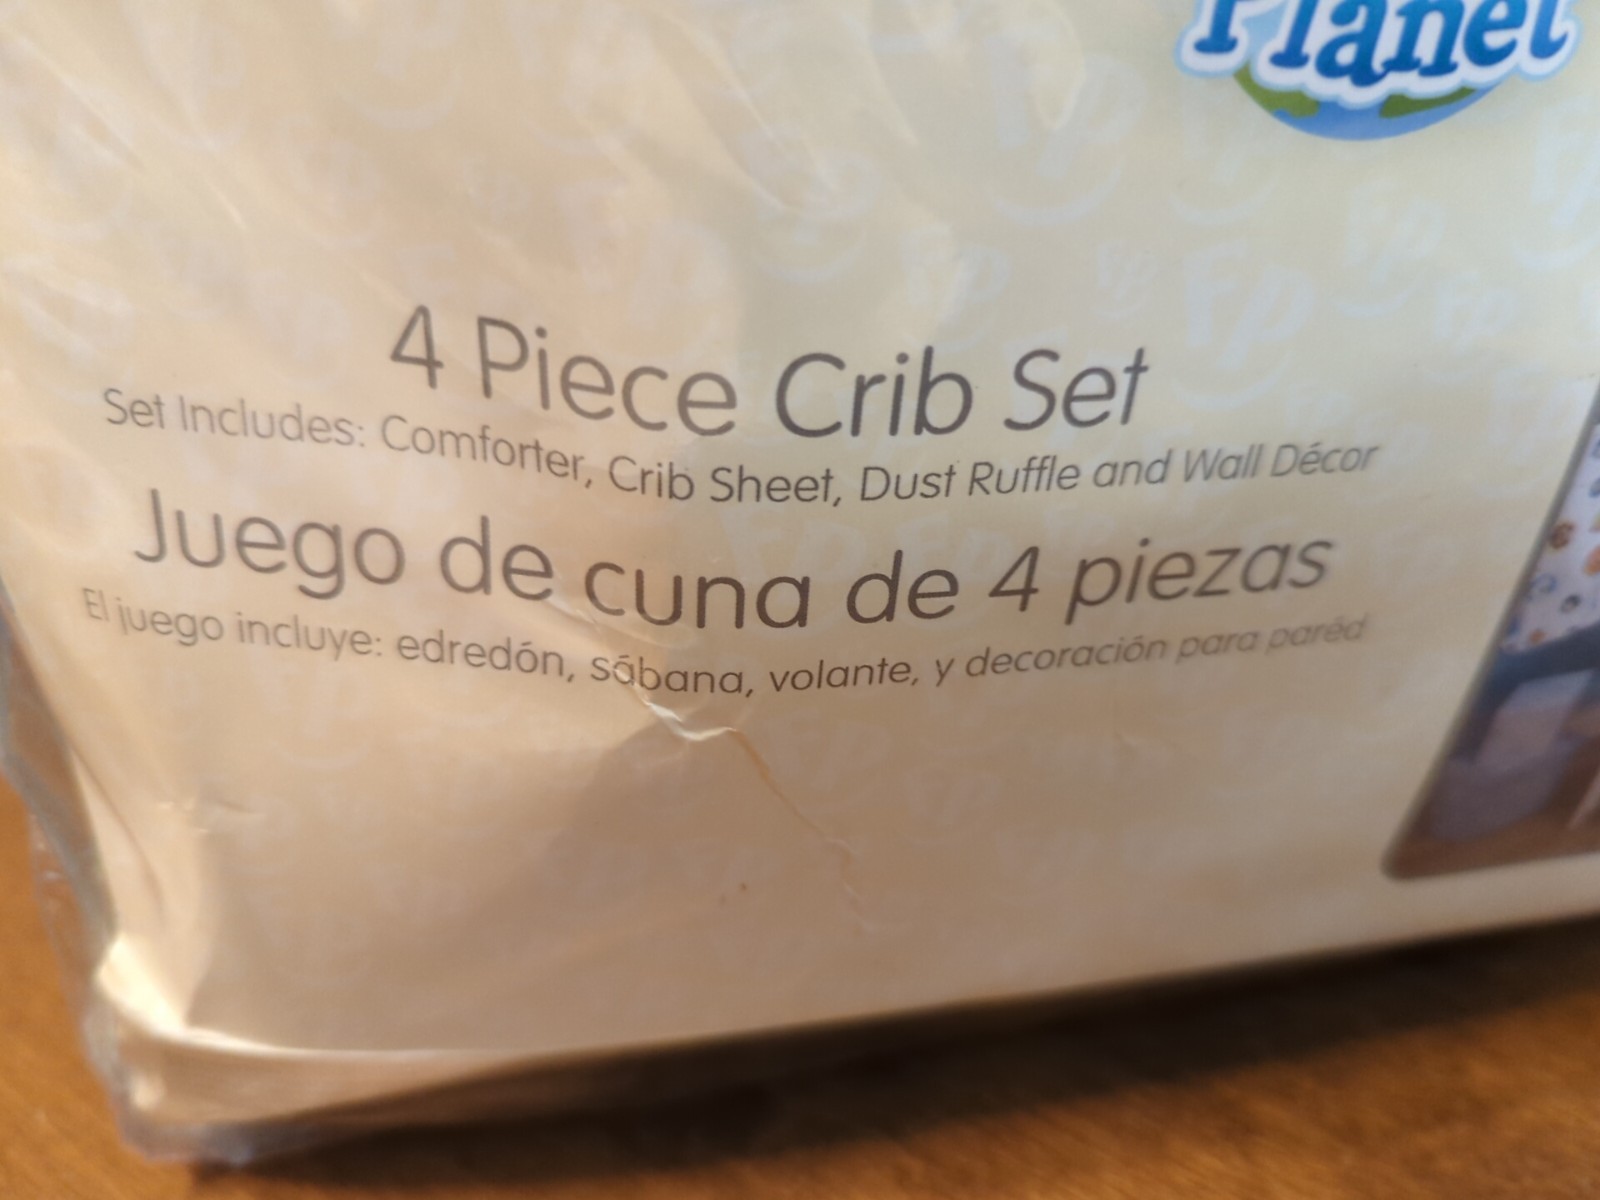 Planet
4 Piece Crib Set
Set Includes: Comforter, Crib Sheet, Dust Ruffle and Wall Décor
Juego de cuna de 4 piezas
El juego incluye: edredón, sábana, volante, y decoración para paréd